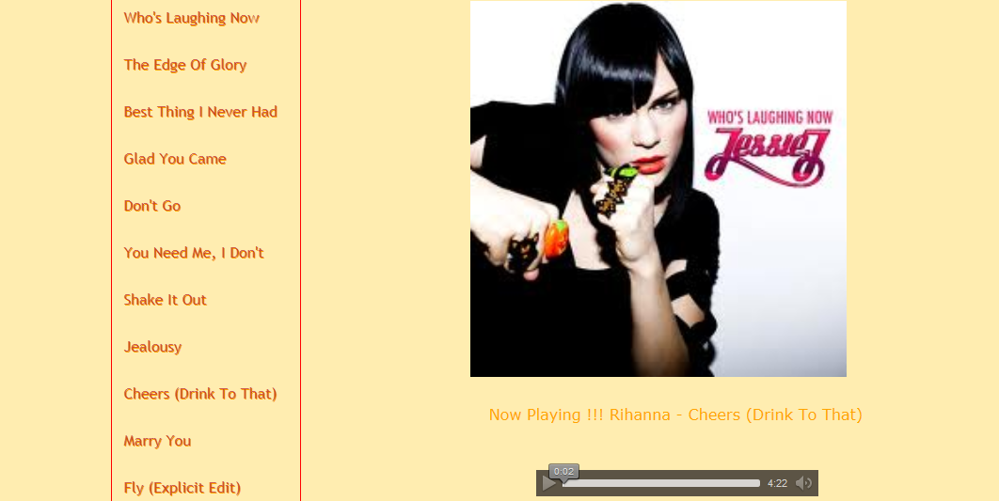 Who's Laughing Now
The Edge Of Glory
Best Thing I Never Had
Glad You Came
Don't Go
You Need Me, I Don't
Shake It Out
Jealousy
Cheers (Drink To That)
Marry You
Fly (Explicit Edit)
WHO'S LAUGHING NOW
Jessie J
Now Playing !!! Rihanna - Cheers (Drink To That)
0:02
4:22